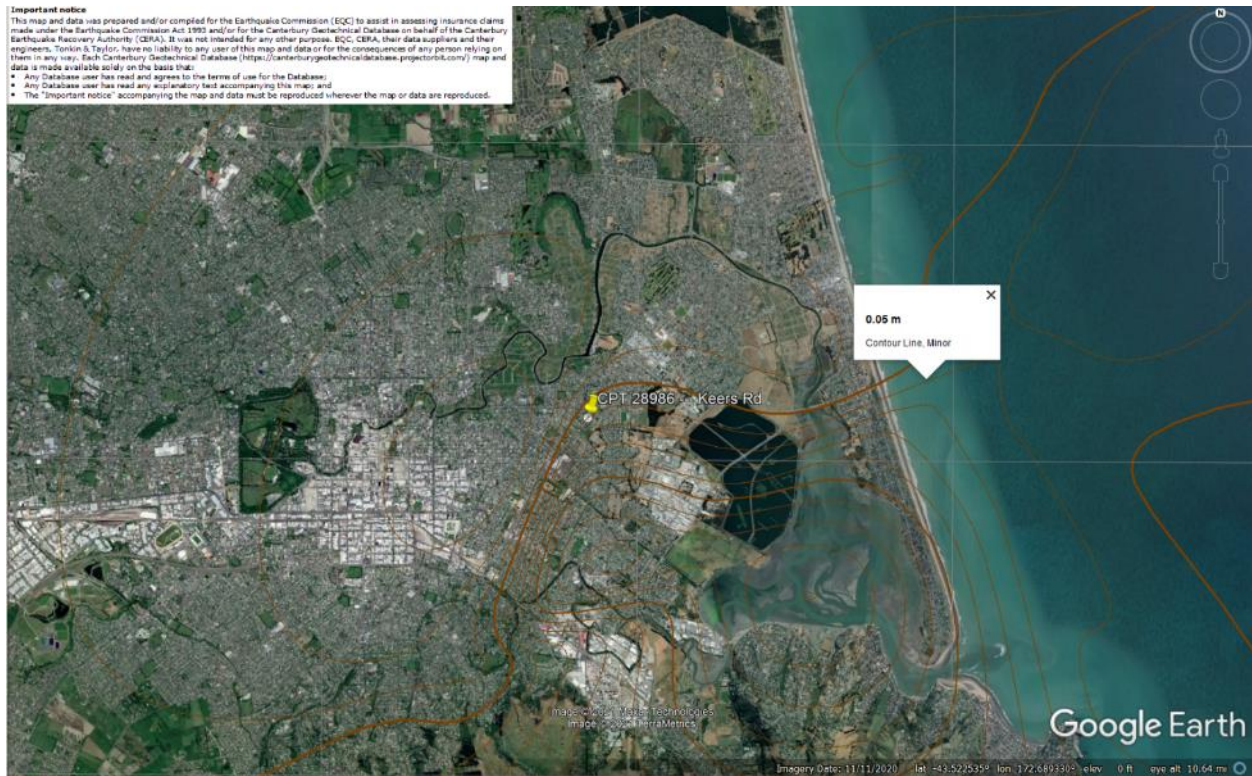 Important notice
This map and data was prepared and/or compiled for the Earthquake Commission (EQC) to assist in assessing insurance claims
made under the Earthquake Commission Act 1993 and/or for the Canterbury Geotechnical Database on behalf of the Canterbury
Earthquake Recovery Authority (CERA). It was not intended for any other purpose. EQC, CERA, their data suppliers and their
engineers, Tonkin & Taylor, have no liability to any user of this map and data or for the consequences of any person relying on
them in any way. Each Canterbury Geotechnical Database (https://canterburygeotechnicaldatabase.projectorbit.com/) map and
data is made available solely on the basis that:
▪ Any Database user has read and agrees to the terms of use for the Database;
▪ Any Database user has read any explanatory text accompanying this map; and
▪ The "Important notice" accompanying the map and data must be reproduced wherever the map or data are reproduced.
N
0.05 m
Contour Line, Minor
CPT 28986 - Keers Rd
Image © Technologies
Image © TerraMetrics
Google Earth
Imagery Date: 11/11/2020 lat -43.522535° lon 172.689330° elev 0 ft eye alt 10.64 mi